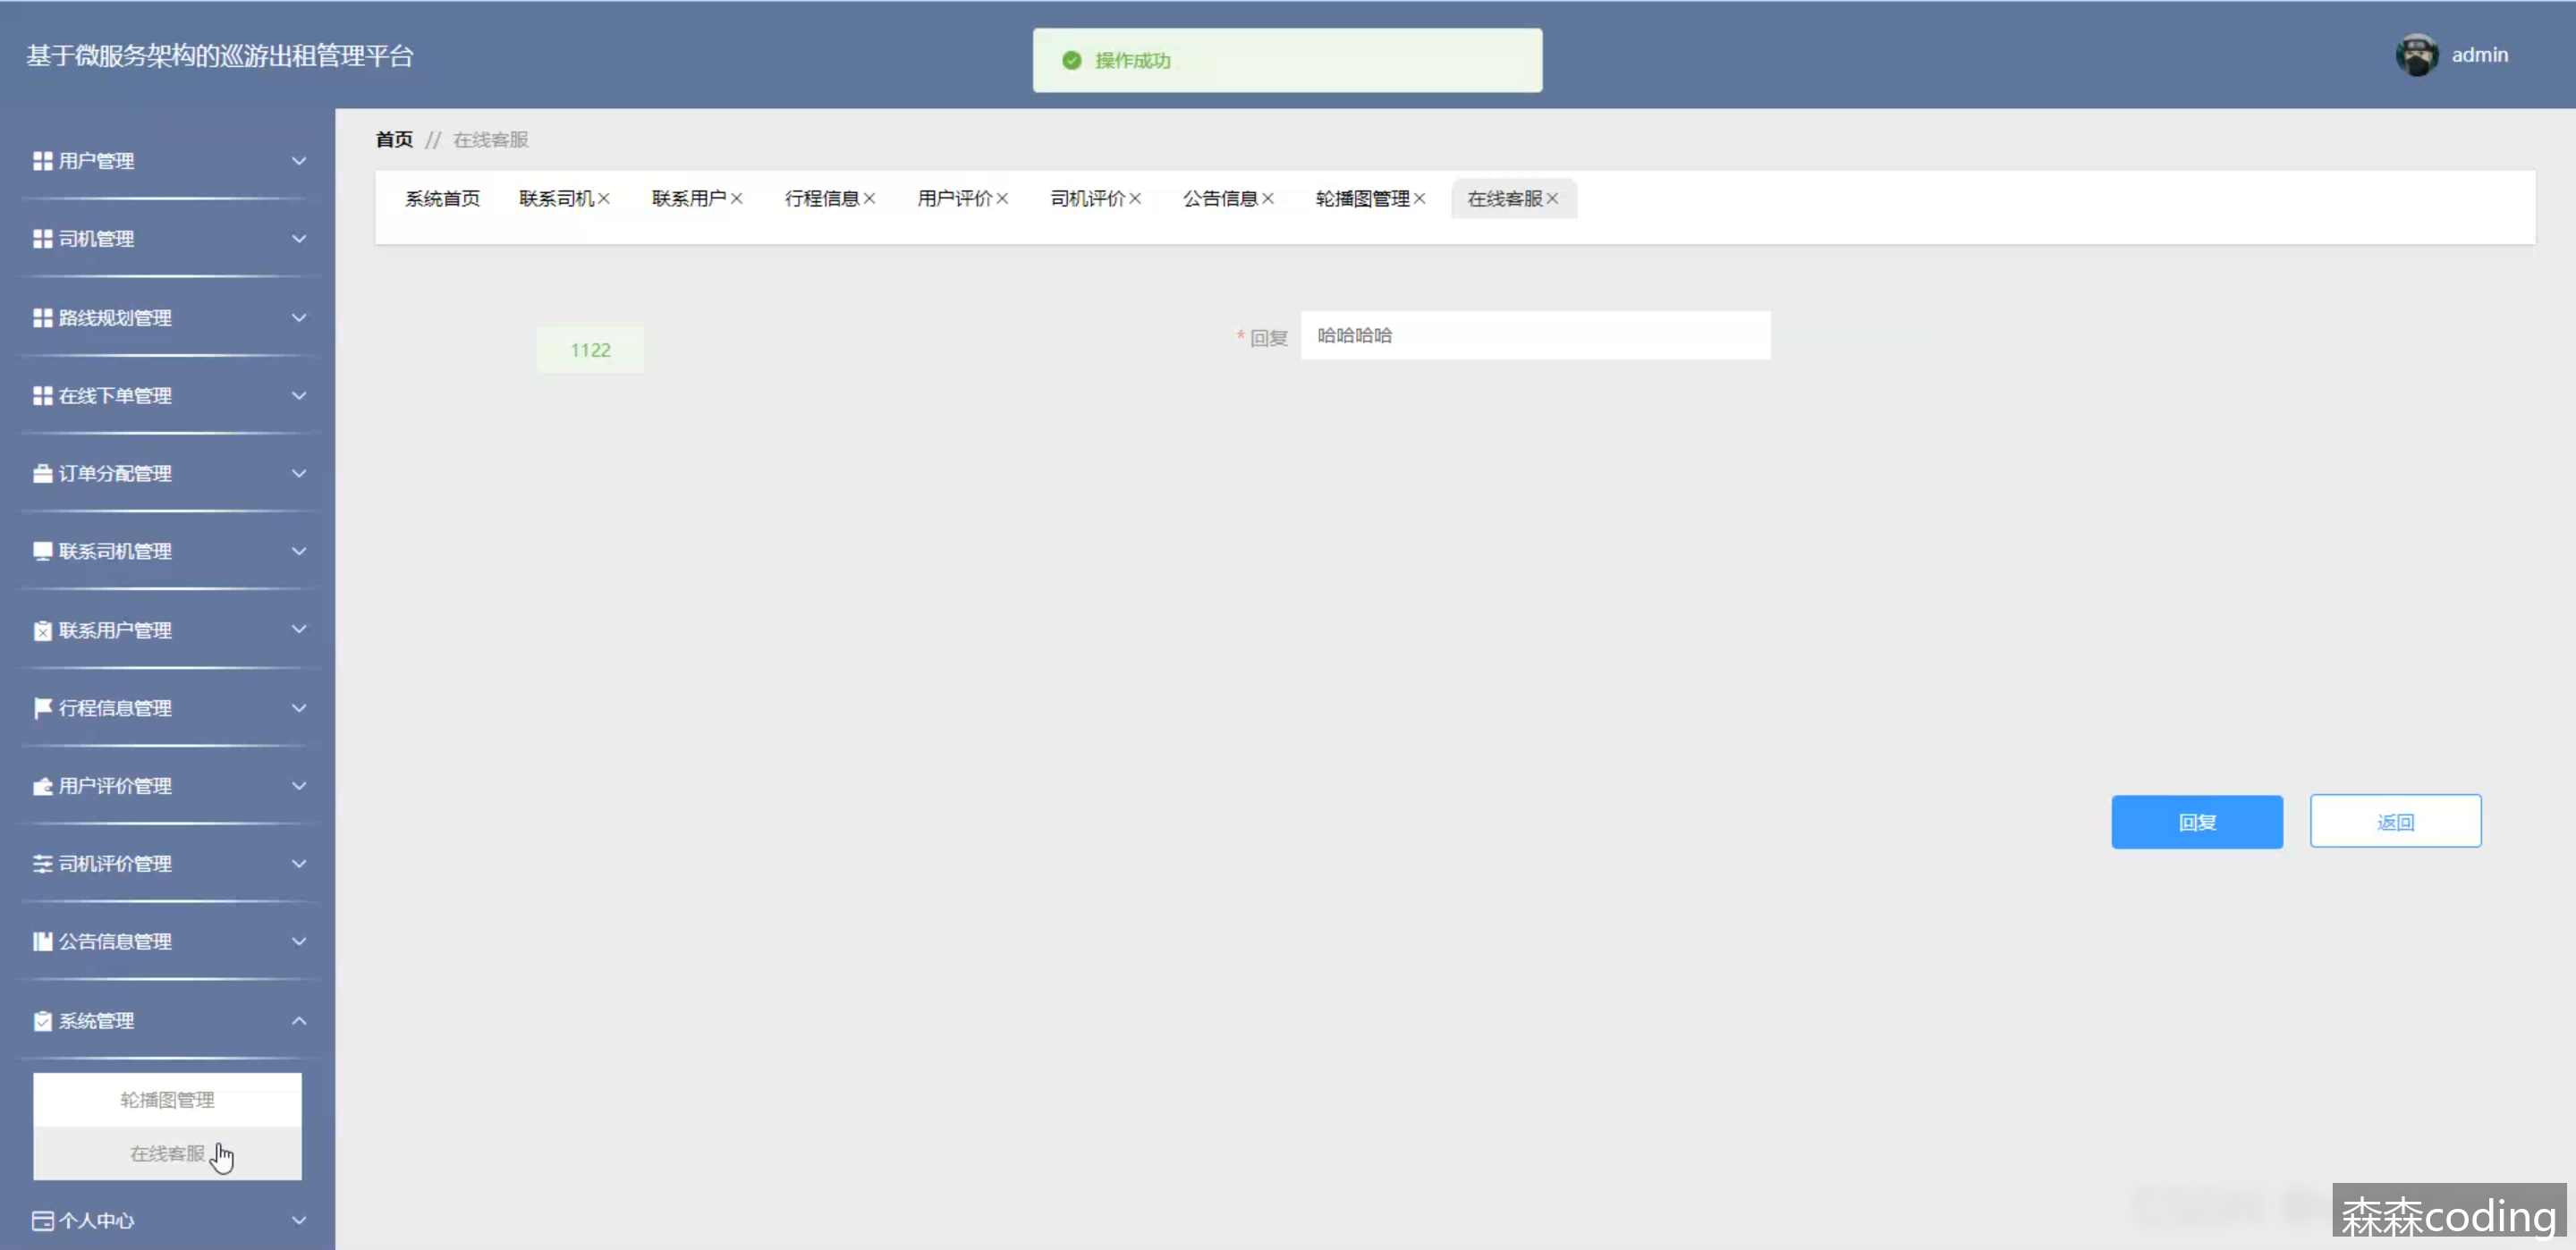 基于微服务架构的巡游出租管理平台
操作成功
admin
首页 // 在线客服
系统首页 联系司机× 联系用户× 行程信息× 用户评价× 司机评价× 公告信息× 轮播图管理× 在线客服×
用户管理
司机管理
路线规划管理
在线下单管理
订单分配管理
联系司机管理
联系用户管理
行程信息管理
用户评价管理
司机评价管理
公告信息管理
系统管理
轮播图管理
在线客服
个人中心
1122
* 回复 哈哈哈哈
回复 返回
森森coding